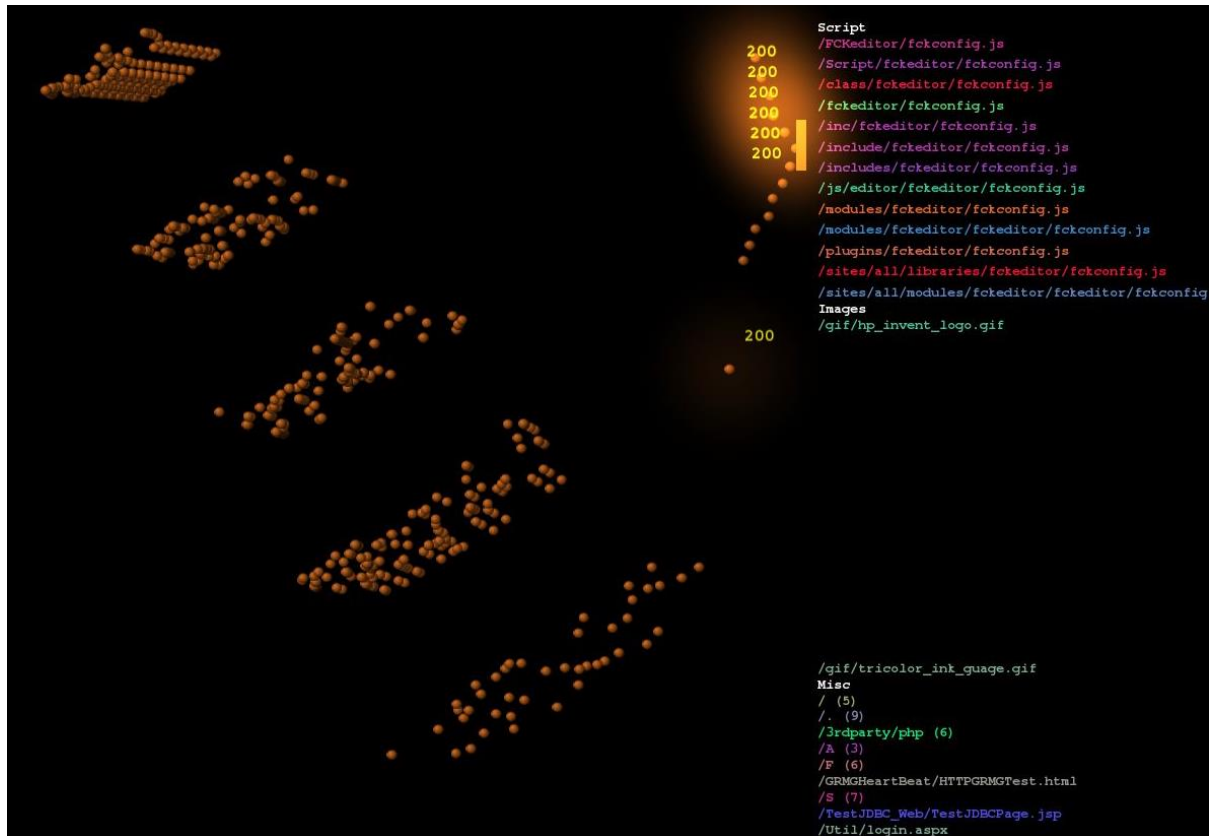 200
200
200
200
200
200
200
Script
/FCKeditor/fckconfig.js
/Script/fckeditor/fckconfig.js
/class/fckeditor/fckconfig.js
/fckeditor/fckconfig.js
/inc/fckeditor/fckconfig.js
/include/fckeditor/fckconfig.js
/includes/fckeditor/fckconfig.js
/js/editor/fckeditor/fckconfig.js
/modules/fckeditor/fckconfig.js
/modules/fckeditor/fckeditor/fckconfig.js
/plugins/fckeditor/fckconfig.js
/sites/all/libraries/fckeditor/fckconfig.js
/sites/all/modules/fckeditor/fckeditor/fckconfig
Images
/gif/hp_invent_logo.gif
/gif/tricolor_ink_guage.gif
Misc
/ (5)
/. (9)
/3rdparty/php (6)
/A (3)
/F (6)
/GRMGHeartBeat/HTTPGRMGTest.html
/S (7)
/TestJDBC_Web/TestJDBCPage.jsp
/Util/login.aspx